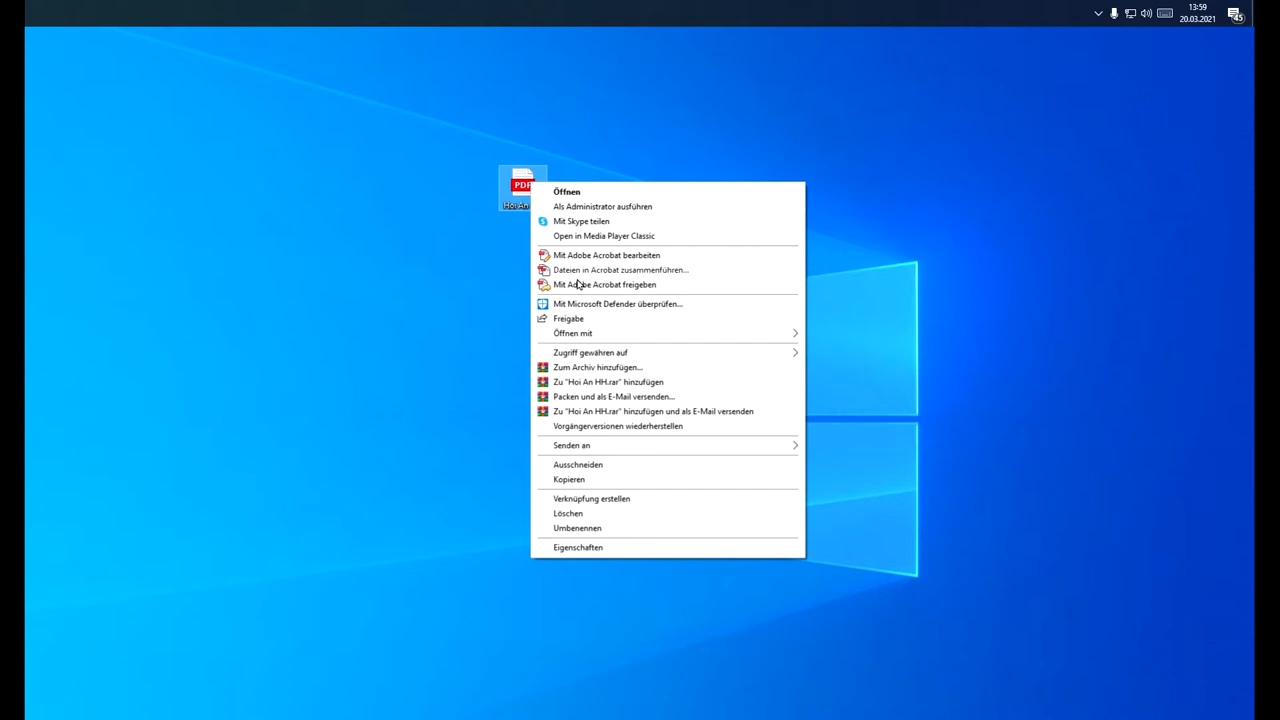 13:59
20.03.2021
45
PDF
Hoi An
Öffnen
Als Administrator ausführen
Mit Skype teilen
Open in Media Player Classic
Mit Adobe Acrobat bearbeiten
Dateien in Acrobat zusammenführen...
Mit Adobe Acrobat freigeben
Mit Microsoft Defender überprüfen...
Freigabe
Öffnen mit
Zugriff gewähren auf
Zum Archiv hinzufügen...
Zu "Hoi An HH.rar" hinzufügen
Packen und als E-Mail versenden...
Zu "Hoi An HH.rar" hinzufügen und als E-Mail versenden
Vorgängerversionen wiederherstellen
Senden an
Ausschneiden
Kopieren
Verknüpfung erstellen
Löschen
Umbenennen
Eigenschaften